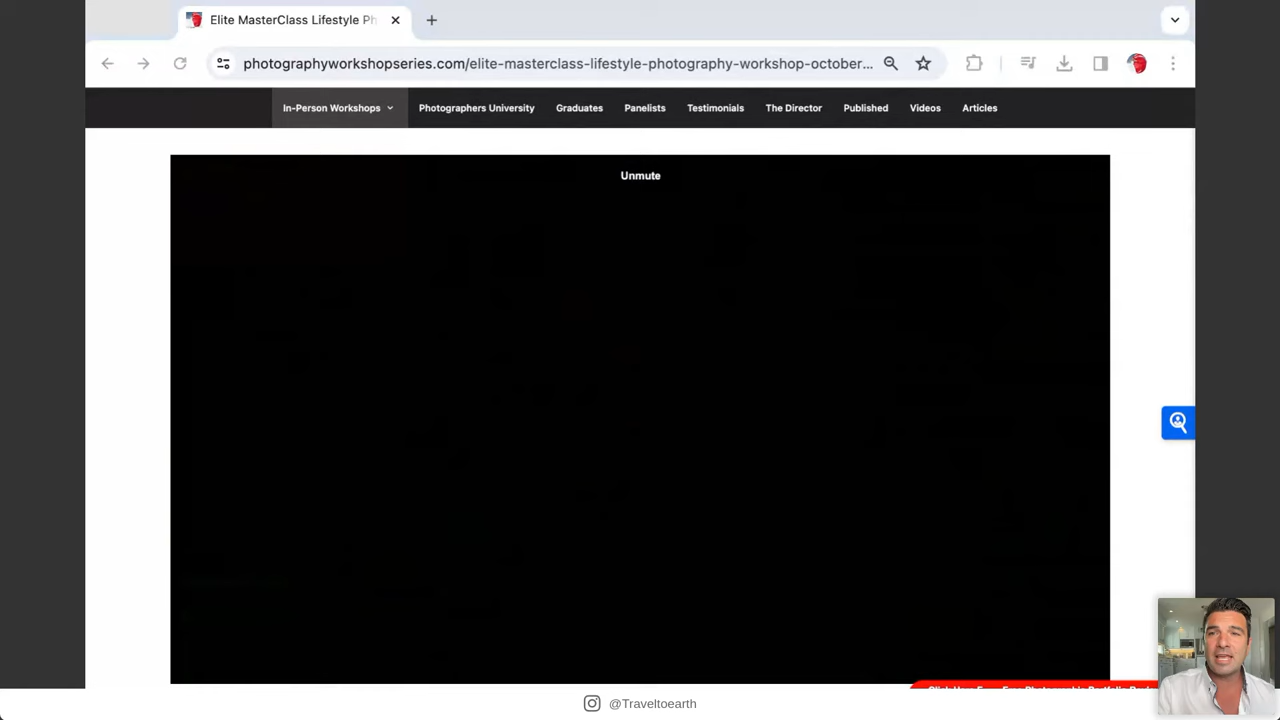 Elite MasterClass Lifestyle Ph
photographyworkshopseries.com/elite-masterclass-lifestyle-photography-workshop-october...
In-Person Workshops Photographers University Graduates Panelists Testimonials The Director Published Videos Articles
Unmute
@Traveltoearth